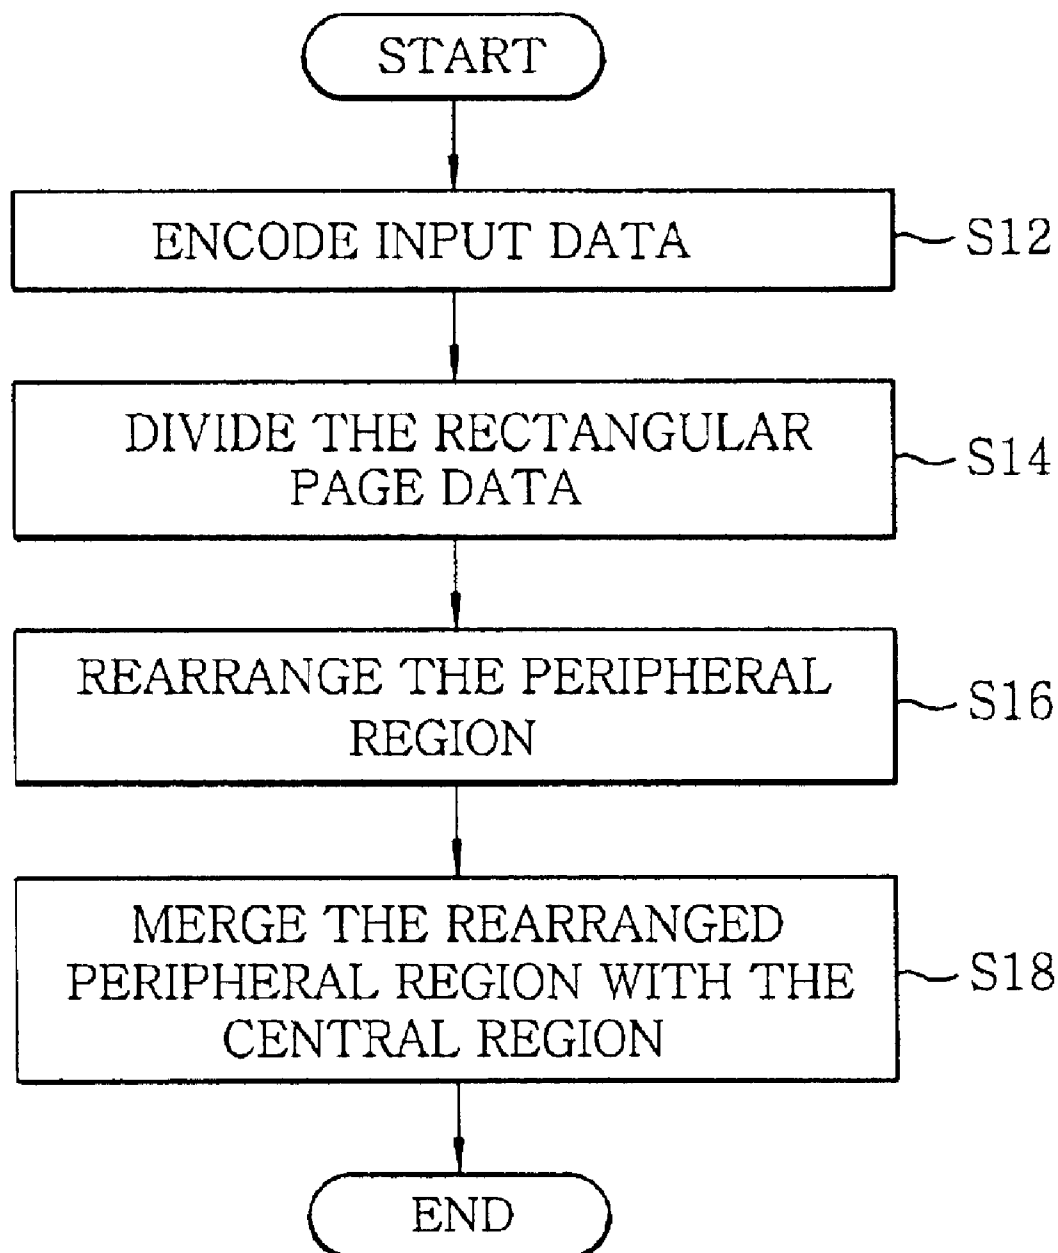 START
ENCODE INPUT DATA
S12
DIVIDE THE RECTANGULAR
PAGE DATA
S14
REARRANGE THE PERIPHERAL
REGION
S16
MERGE THE REARRANGED
PERIPHERAL REGION WITH THE
CENTRAL REGION
S18
END